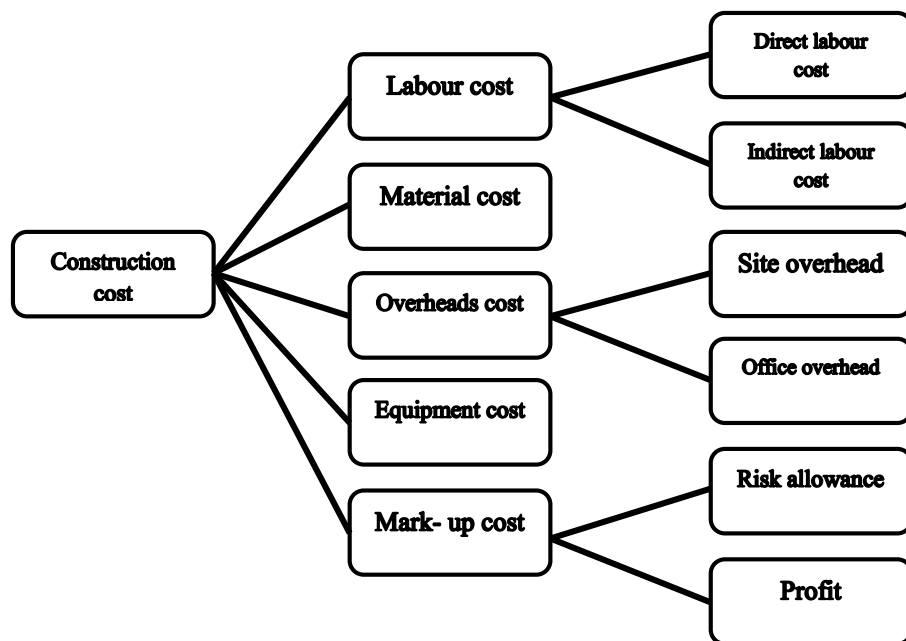 Construction
cost
Labour cost
Material cost
Overheads cost
Equipment cost
Mark- up cost
Direct labour
cost
Indirect labour
cost
Site overhead
Office overhead
Risk allowance
Profit